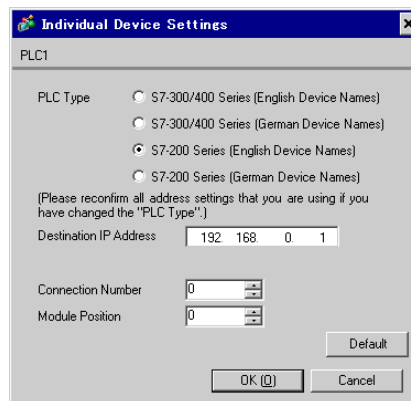 Individual Device Settings
PLC1
PLC Type
S7-300/400 Series (English Device Names)
S7-300/400 Series (German Device Names)
S7-200 Series (English Device Names)
S7-200 Series (German Device Names)
(Please reconfirm all address settings that you are using if you
have changed the "PLC Type".)
Destination IP Address 192. 168. 0. 1
Connection Number 0
Module Position 0
Default
OK (O) Cancel